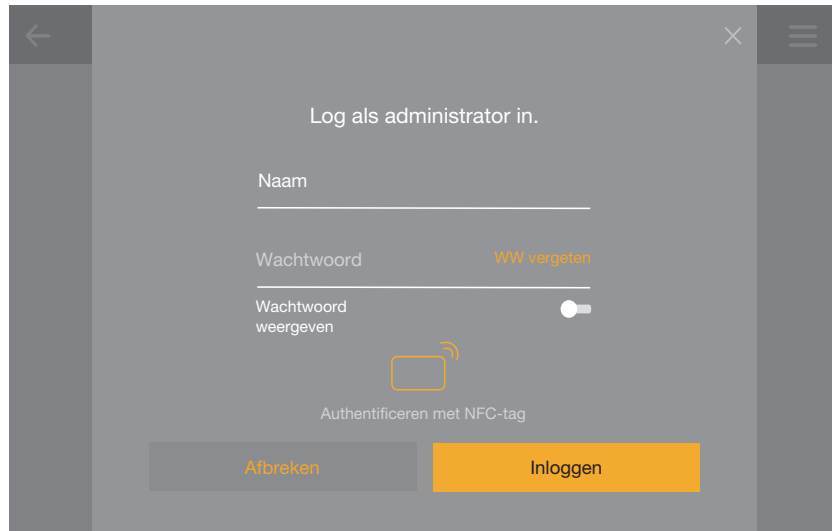 Log als administrator in.
Naam
Wachtwoord WW vergeten
Wachtwoord
weergeven
Authentificeren met NFC-tag
Afbreken Inloggen